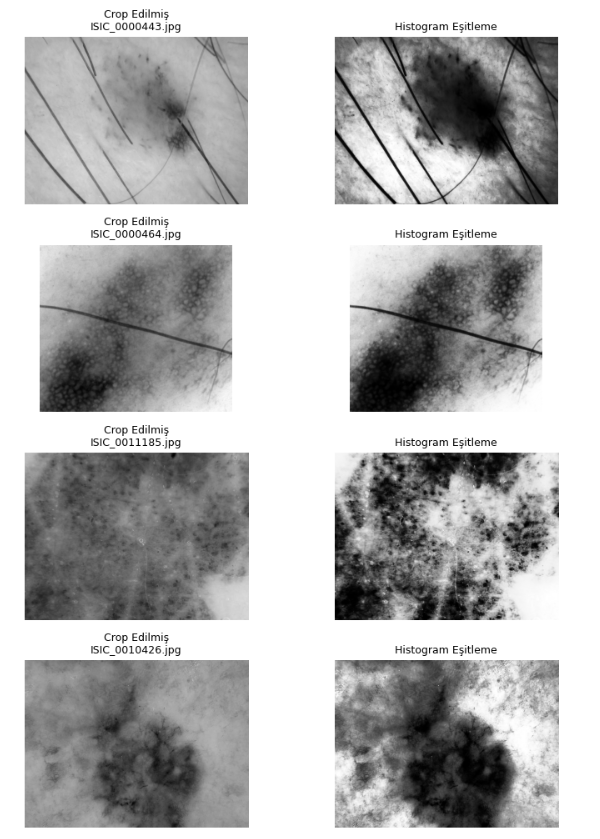 Crop Edilmiş
ISIC_0000443.jpg
Histogram Eşitleme
Crop Edilmiş
ISIC_0000464.jpg
Histogram Eşitleme
Crop Edilmiş
ISIC_0011185.jpg
Histogram Eşitleme
Crop Edilmiş
ISIC_0010426.jpg
Histogram Eşitleme